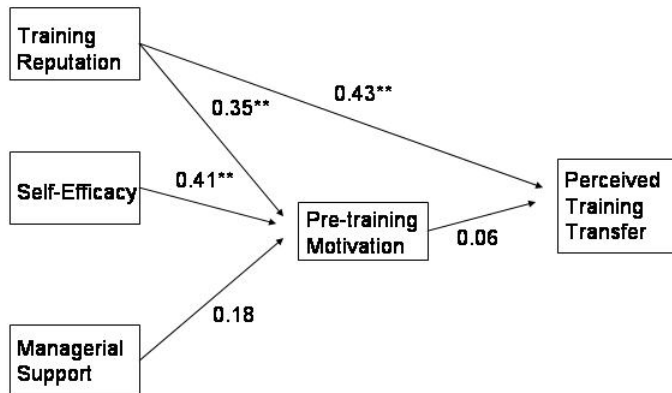 Training
Reputation
0.43**
0.35**
Self-Efficacy
0.41**
Perceived
Training
Transfer
Pre-training
Motivation
0.06
0.18
Managerial
Support